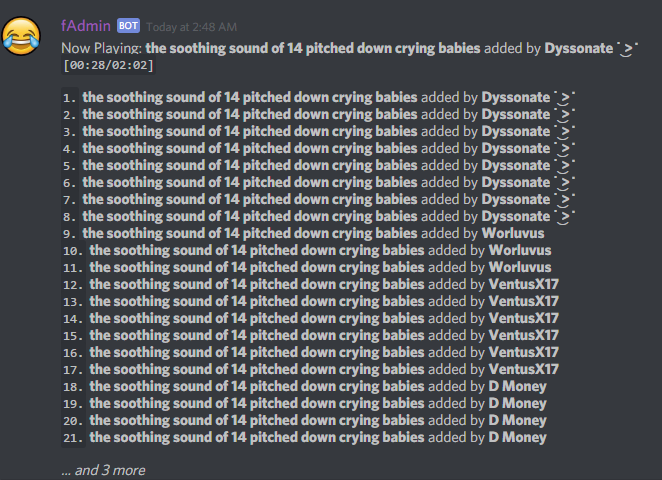 fAdmin BOT Today at 2:48 AM
Now Playing: the soothing sound of 14 pitched down crying babies added by Dyssonate ˙ ͜ʖ˙
[00:28/02:02]
1. the soothing sound of 14 pitched down crying babies added by Dyssonate ˙ ͜ʖ˙
2. the soothing sound of 14 pitched down crying babies added by Dyssonate ˙ ͜ʖ˙
3. the soothing sound of 14 pitched down crying babies added by Dyssonate ˙ ͜ʖ˙
4. the soothing sound of 14 pitched down crying babies added by Dyssonate ˙ ͜ʖ˙
5. the soothing sound of 14 pitched down crying babies added by Dyssonate ˙ ͜ʖ˙
6. the soothing sound of 14 pitched down crying babies added by Dyssonate ˙ ͜ʖ˙
7. the soothing sound of 14 pitched down crying babies added by Dyssonate ˙ ͜ʖ˙
8. the soothing sound of 14 pitched down crying babies added by Dyssonate ˙ ͜ʖ˙
9. the soothing sound of 14 pitched down crying babies added by Worluvus
10. the soothing sound of 14 pitched down crying babies added by Worluvus
11. the soothing sound of 14 pitched down crying babies added by Worluvus
12. the soothing sound of 14 pitched down crying babies added by VentusX17
13. the soothing sound of 14 pitched down crying babies added by VentusX17
14. the soothing sound of 14 pitched down crying babies added by VentusX17
15. the soothing sound of 14 pitched down crying babies added by VentusX17
16. the soothing sound of 14 pitched down crying babies added by VentusX17
17. the soothing sound of 14 pitched down crying babies added by VentusX17
18. the soothing sound of 14 pitched down crying babies added by D Money
19. the soothing sound of 14 pitched down crying babies added by D Money
20. the soothing sound of 14 pitched down crying babies added by D Money
21. the soothing sound of 14 pitched down crying babies added by D Money
... and 3 more